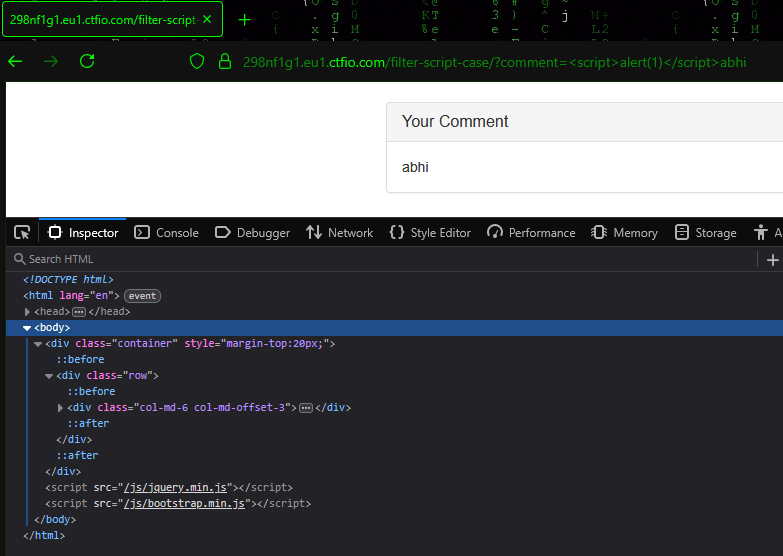 298nf1g1.eu1.ctfio.com/filter-script-
298nf1g1.eu1.ctfio.com/filter-script-case/?comment=<script>alert(1)</script>abhi
Your Comment
abhi
Inspector Console Debugger Network Style Editor Performance Memory Storage A
Search HTML
<!DOCTYPE html>
<html lang="en"> event
<head> ··· </head>
<body>
<div class="container" style="margin-top:20px;">
::before
<div class="row">
::before
<div class="col-md-6 col-md-offset-3"> ··· </div>
::after
</div>
::after
</div>
<script src="/js/jquery.min.js"></script>
<script src="/js/bootstrap.min.js"></script>
</body>
</html>